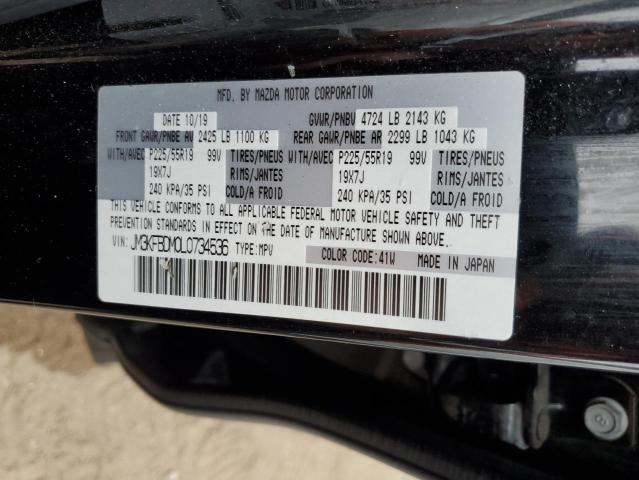 MFD. BY MAZDA MOTOR CORPORATION
DATE 10/19 GVWR/PNBV 4724 LB 2143 KG
FRONT GAWR/PNBE AV 2425 LB 1100 KG REAR GAWR/PNBE AR 2299 LB 1043 KG
WITH/AVEC P225/55R19 99V TIRES/PNEUS WITH/AVEC P225/55R19 99V TIRES/PNEUS
19X7J RIMS/JANTES 19X7J RIMS/JANTES
240 KPA/35 PSI COLD/A FROID 240 KPA/35 PSI COLD/A FROID
THIS VEHICLE CONFORMS TO ALL APPLICABLE FEDERAL MOTOR VEHICLE SAFETY AND THEFT
PREVENTION STANDARDS IN EFFECT ON THE DATE OF MANUFACTURE SHOWN ABOVE.
VIN: JM3KFBDM0L0734536 TYPE: MPV COLOR CODE: 41W MADE IN JAPAN